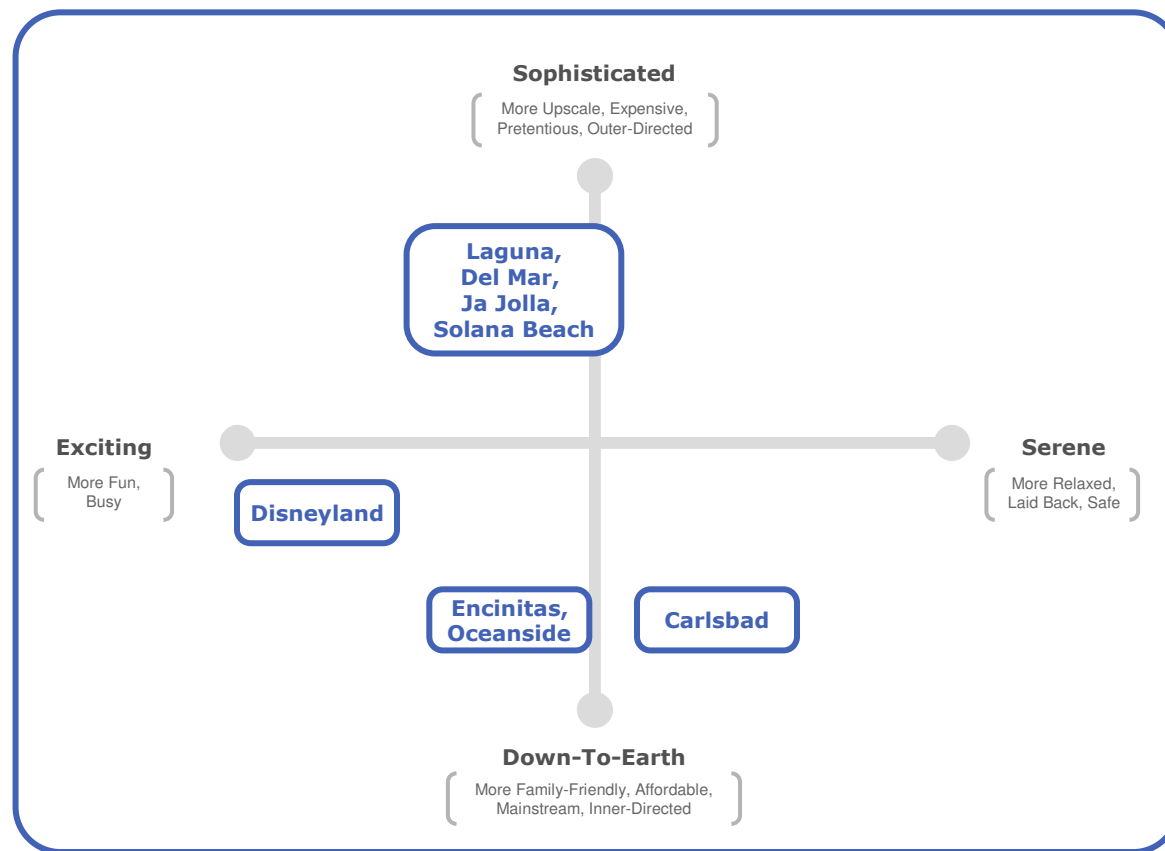 Sophisticated
More Upscale, Expensive,
Pretentious, Outer-Directed
Laguna,
Del Mar,
Ja Jolla,
Solana Beach
Exciting
More Fun,
Busy
Serene
More Relaxed,
Laid Back, Safe
Disneyland
Encinitas,
Oceanside
Carlsbad
Down-To-Earth
More Family-Friendly, Affordable,
Mainstream, Inner-Directed